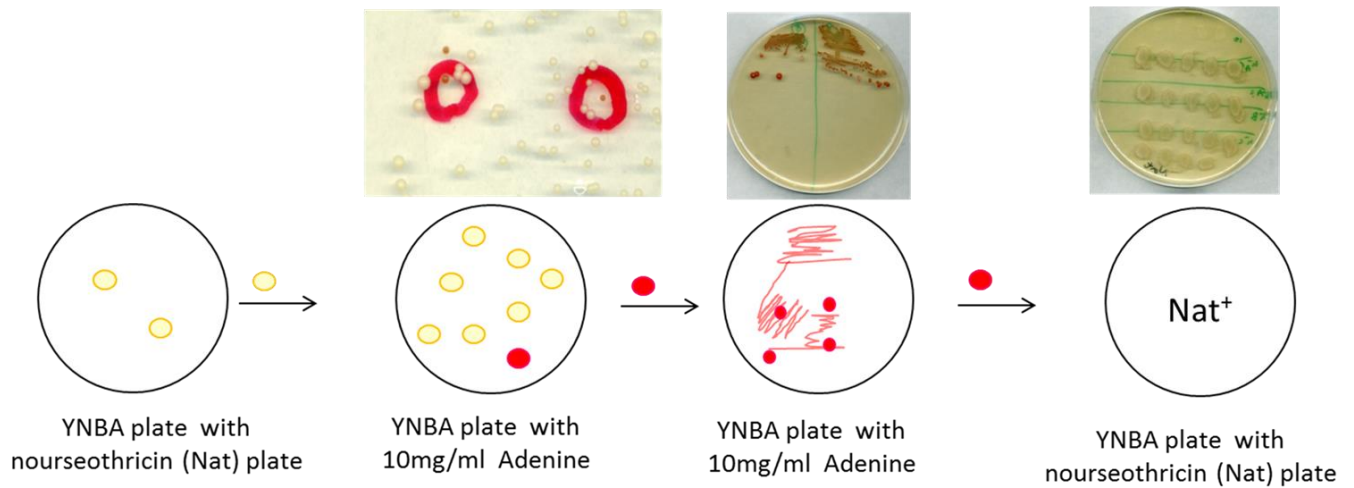 Nat⁺
YNBA plate with
nourseothricin (Nat) plate
YNBA plate with
10mg/ml Adenine
YNBA plate with
10mg/ml Adenine
YNBA plate with
nourseothricin (Nat) plate